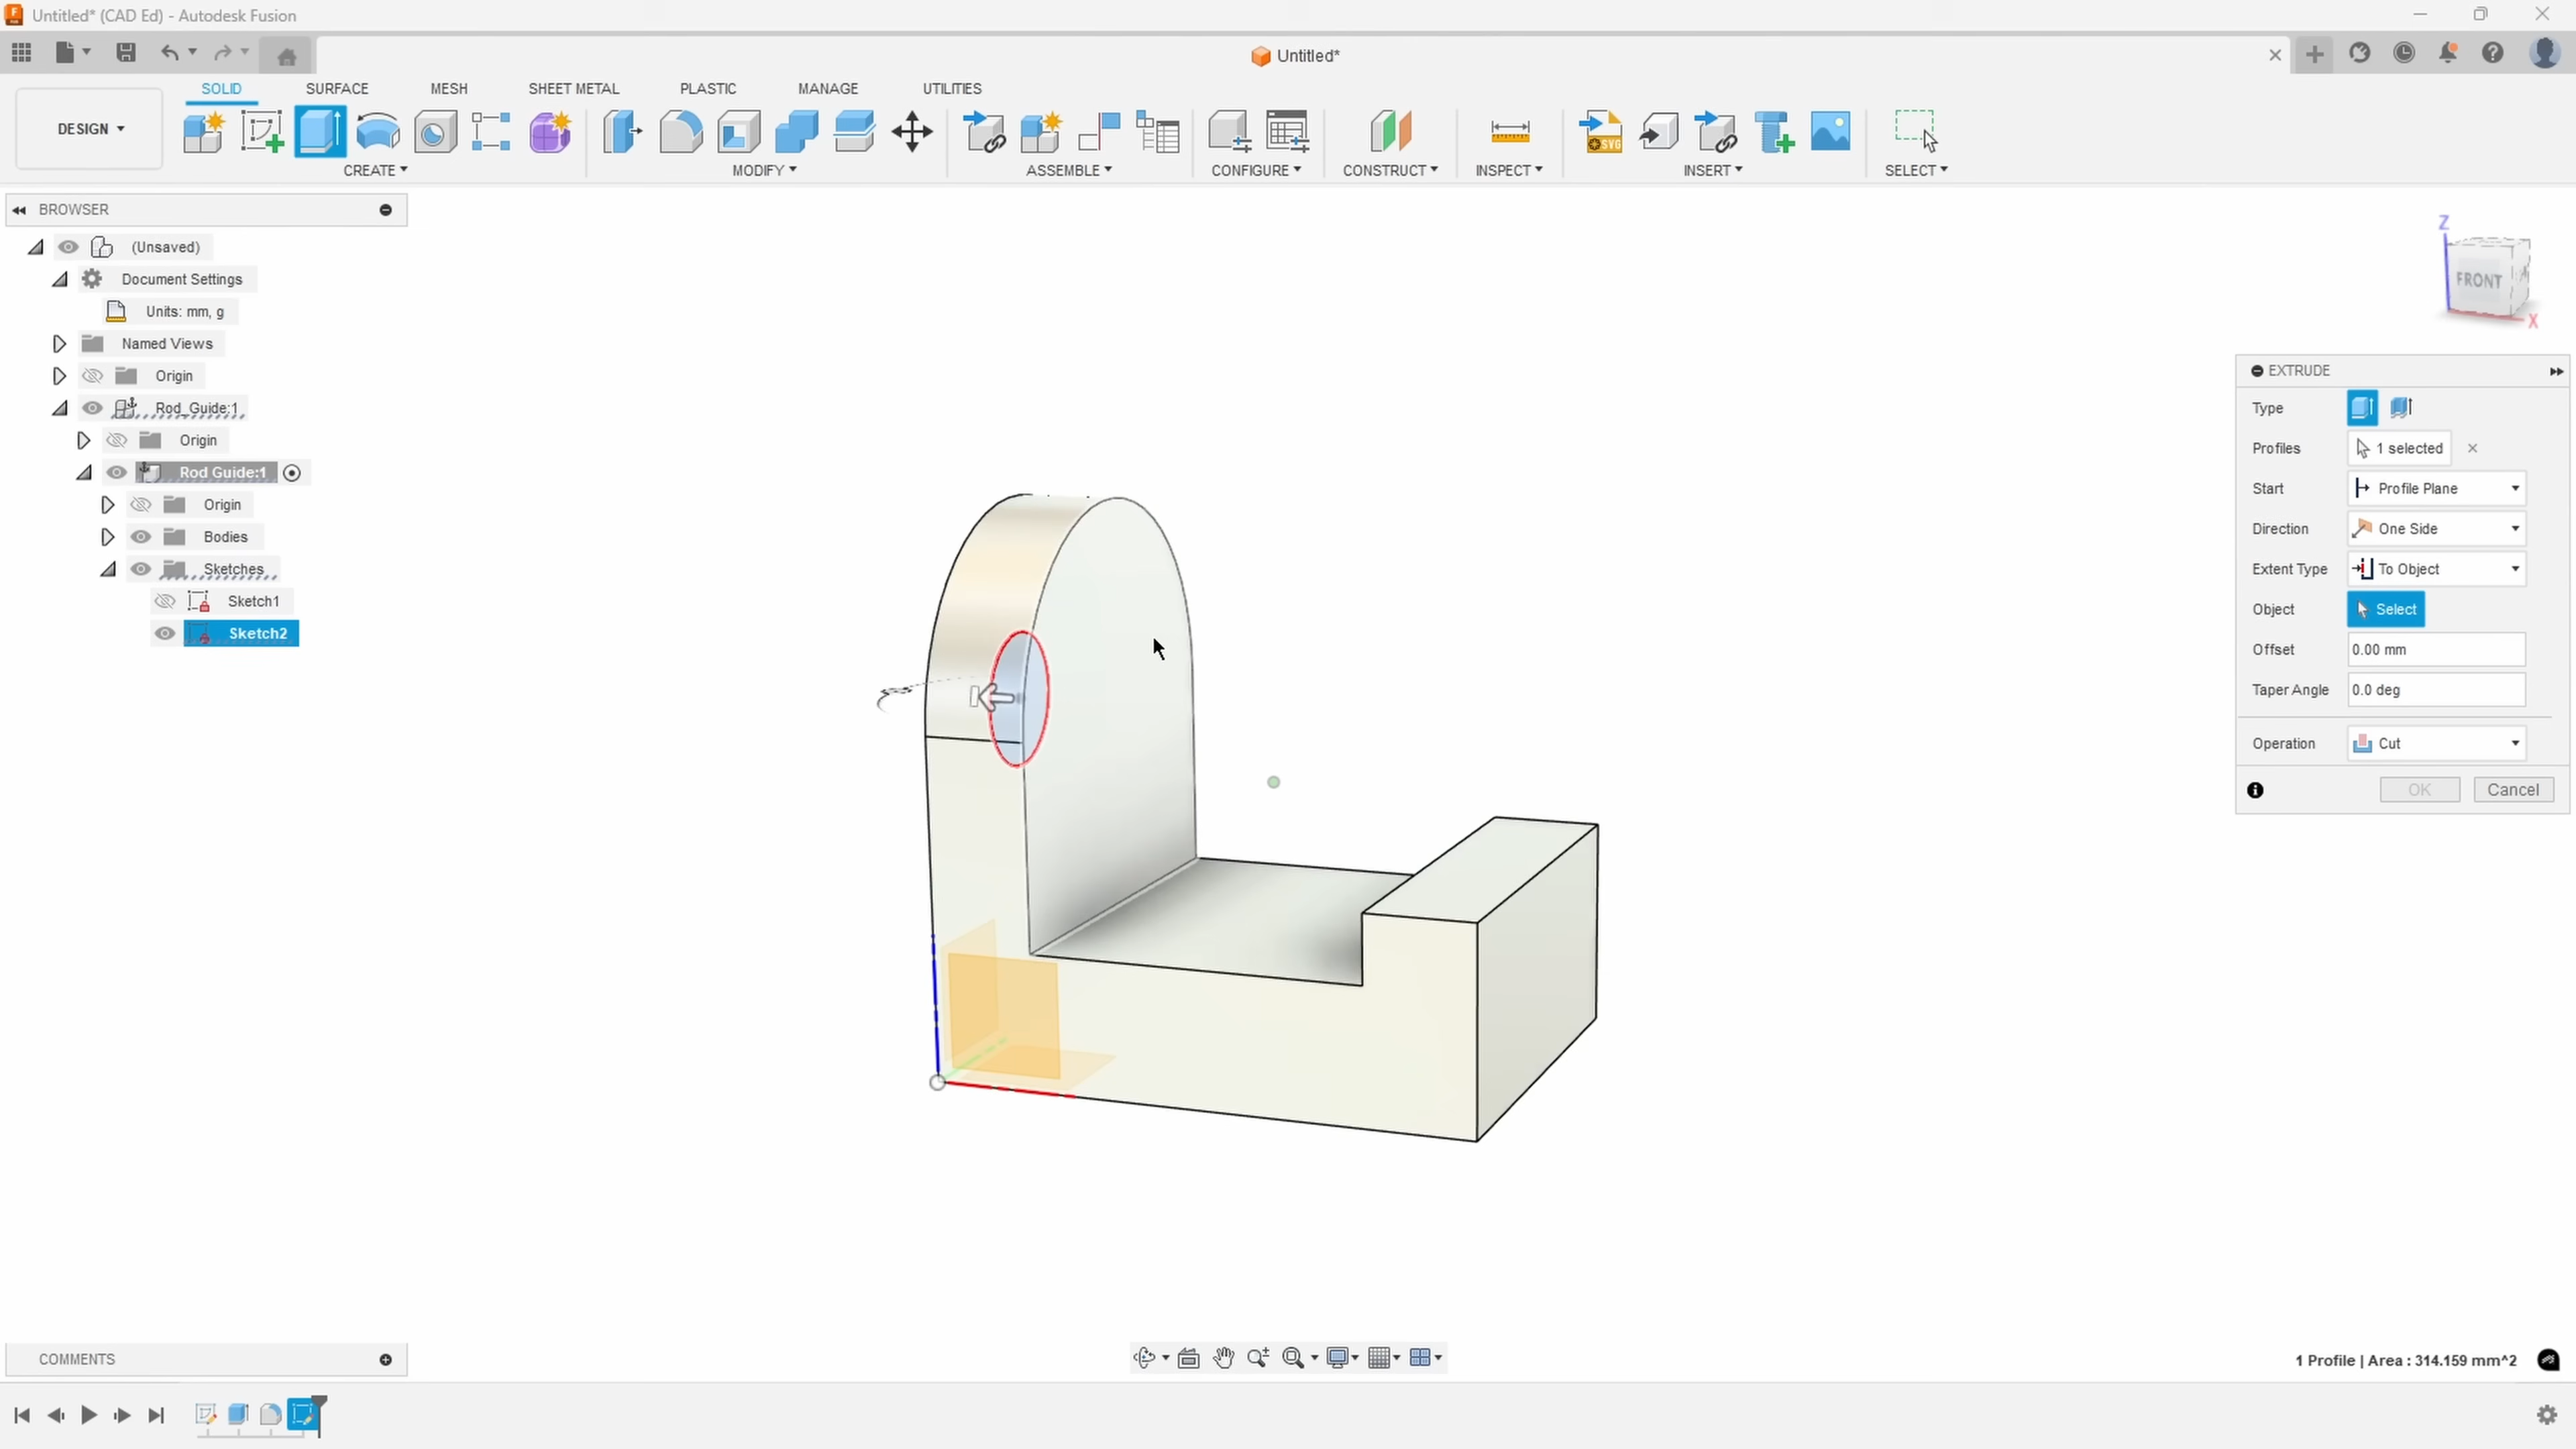 Untitled* (CAD Ed) - Autodesk Fusion
Untitled*
SOLID SURFACE MESH SHEET METAL PLASTIC MANAGE UTILITIES
DESIGN
CREATE MODIFY ASSEMBLE CONFIGURE CONSTRUCT INSPECT INSERT SELECT
BROWSER
(Unsaved)
Document Settings
Units: mm, g
Named Views
Origin
Rod_Guide:1
Origin
Rod Guide:1
Origin
Bodies
Sketches
Sketch1
Sketch2
Z
FRONT
X
EXTRUDE
Type
Profiles 1 selected
Start Profile Plane
Direction One Side
Extent Type To Object
Object Select
Offset 0.00 mm
Taper Angle 0.0 deg
Operation Cut
OK Cancel
COMMENTS
1 Profile | Area : 314.159 mm^2